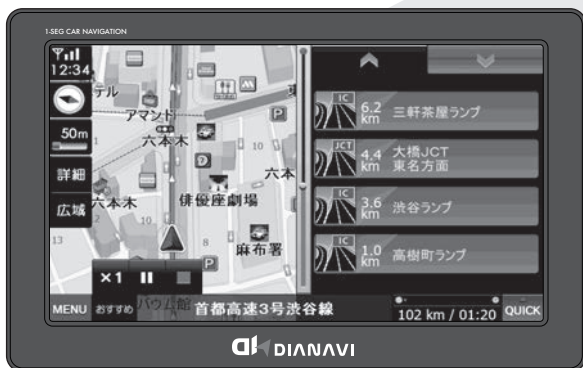 1-SEG CAR NAVIGATION
12:34
テル
アマンド
50m
六本木
10
六本
詳細
広域
六本木
俳優座劇場
2
10
8
13
麻布署
×1
MENU
おすすめ
首都高速3号渋谷線
IC
6.2 km
三軒茶屋ランプ
JCT
4.4 km
大橋JCT
東名方面
IC
3.6 km
渋谷ランプ
IC
1.0 km
高樹町ランプ
102 km / 01:20
QUICK
DIANAVI